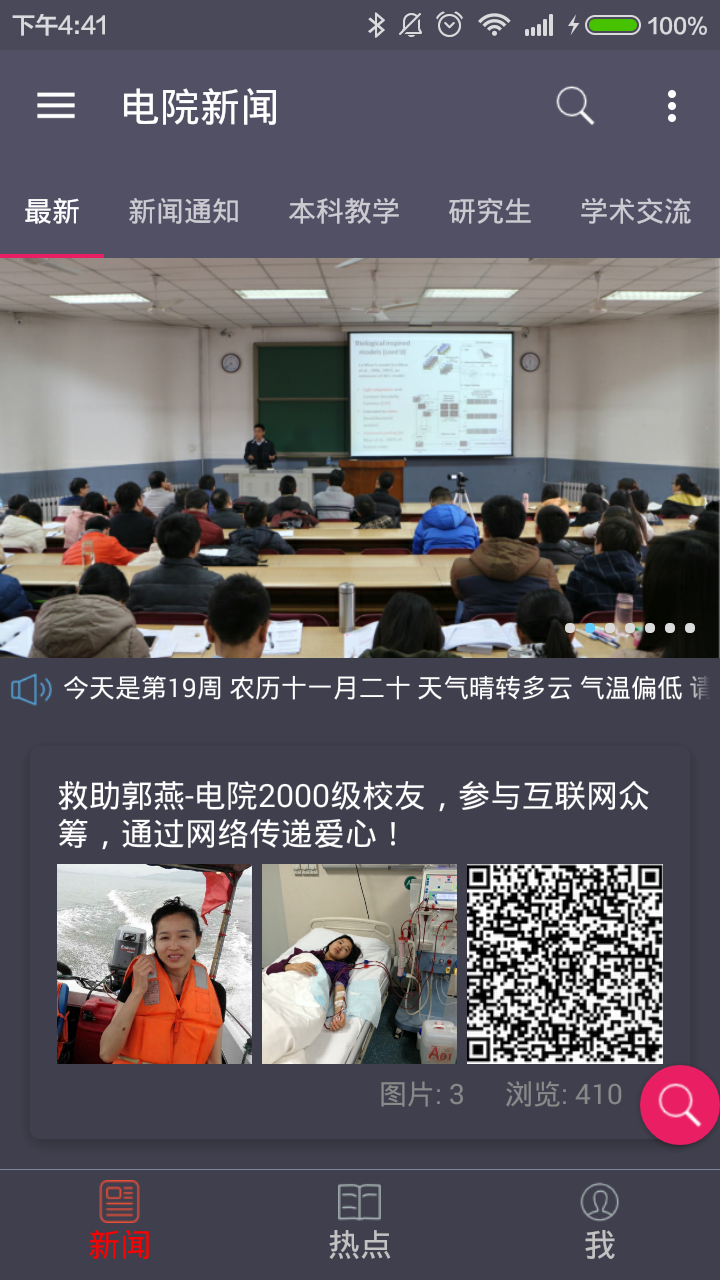 下午4:41
100%
电院新闻
最新 新闻通知 本科教学 研究生 学术交流
Biological inspired
models (cont'd)
今天是第19周 农历十一月二十 天气晴转多云 气温偏低 请
救助郭燕-电院2000级校友，参与互联网众
筹，通过网络传递爱心！
图片: 3 浏览: 410
新闻 热点 我